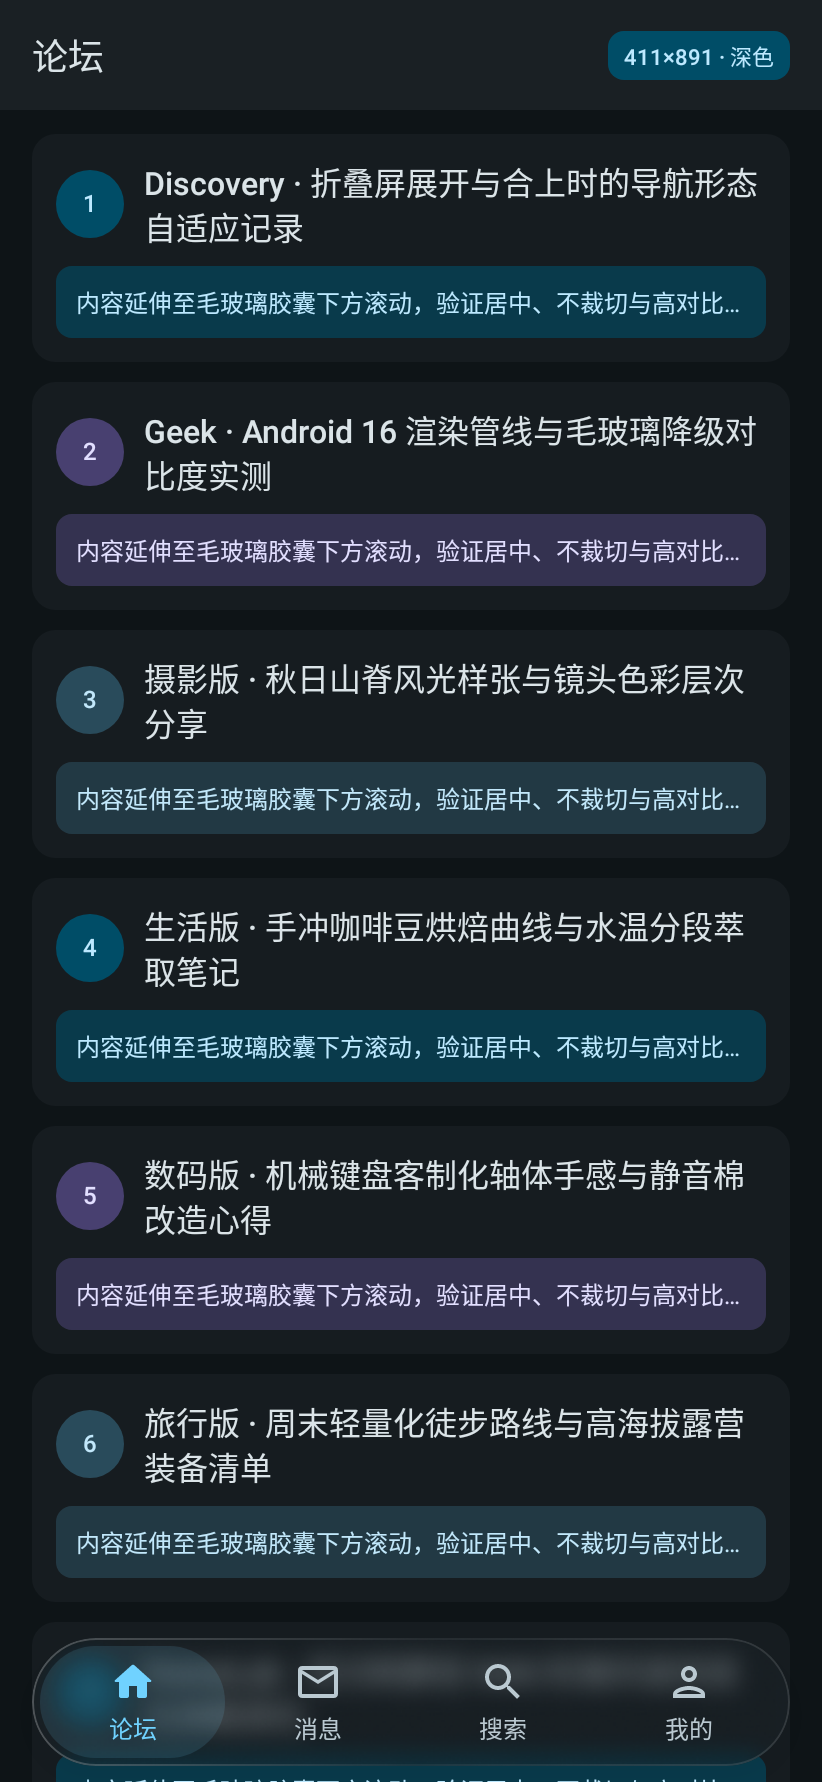 论坛
411×891 · 深色
1
Discovery · 折叠屏展开与合上时的导航形态
自适应记录
内容延伸至毛玻璃胶囊下方滚动，验证居中、不裁切与高对比…
2
Geek · Android 16 渲染管线与毛玻璃降级对
比度实测
内容延伸至毛玻璃胶囊下方滚动，验证居中、不裁切与高对比…
3
摄影版 · 秋日山脊风光样张与镜头色彩层次
分享
内容延伸至毛玻璃胶囊下方滚动，验证居中、不裁切与高对比…
4
生活版 · 手冲咖啡豆烘焙曲线与水温分段萃
取笔记
内容延伸至毛玻璃胶囊下方滚动，验证居中、不裁切与高对比…
5
数码版 · 机械键盘客制化轴体手感与静音棉
改造心得
内容延伸至毛玻璃胶囊下方滚动，验证居中、不裁切与高对比…
6
旅行版 · 周末轻量化徒步路线与高海拔露营
装备清单
内容延伸至毛玻璃胶囊下方滚动，验证居中、不裁切与高对比…
论坛
消息
搜索
我的